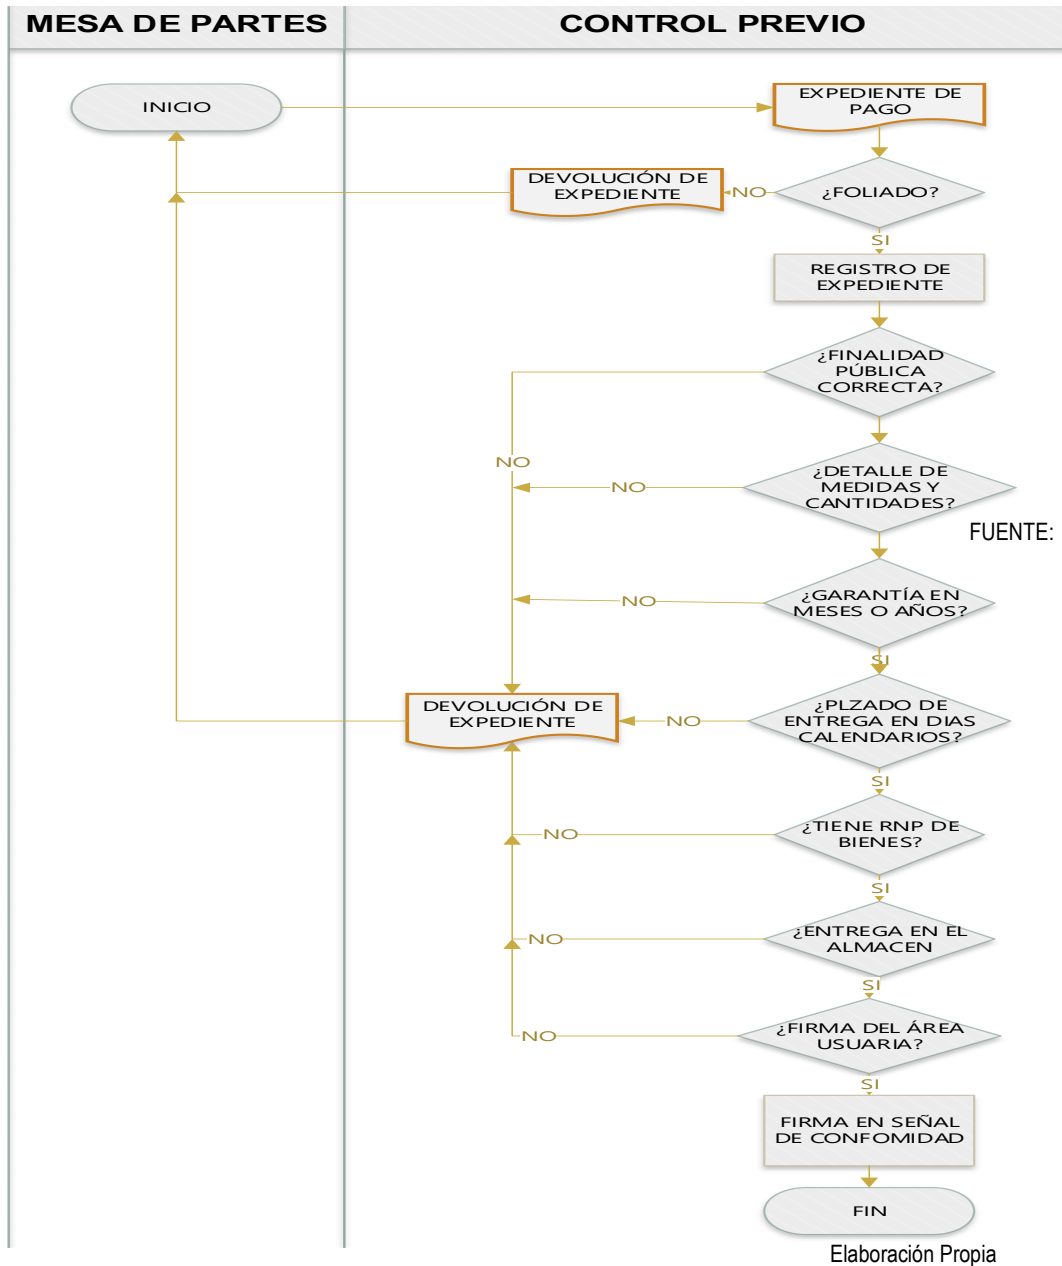 MESA DE PARTES
CONTROL PREVIO
INICIO
EXPEDIENTE DE
PAGO
DEVOLUCIÓN DE
EXPEDIENTE
NO
¿FOLIADO?
SI
REGISTRO DE
EXPEDIENTE
¿FINALIDAD
PÚBLICA
CORRECTA?
NO
¿DETALLE DE
MEDIDAS Y
CANTIDADES?
NO
FUENTE:
¿GARANTÍA EN
MESES O AÑOS?
NO
SI
DEVOLUCIÓN DE
EXPEDIENTE
NO
¿PLZADO DE
ENTREGA EN DIAS
CALENDARIOS?
SI
¿TIENE RNP DE
BIENES?
NO
SI
¿ENTREGA EN EL
ALMACEN
NO
SI
¿FIRMA DEL ÁREA
USUARIA?
NO
SI
FIRMA EN SEÑAL
DE CONFOMIDAD
FIN
Elaboración Propia